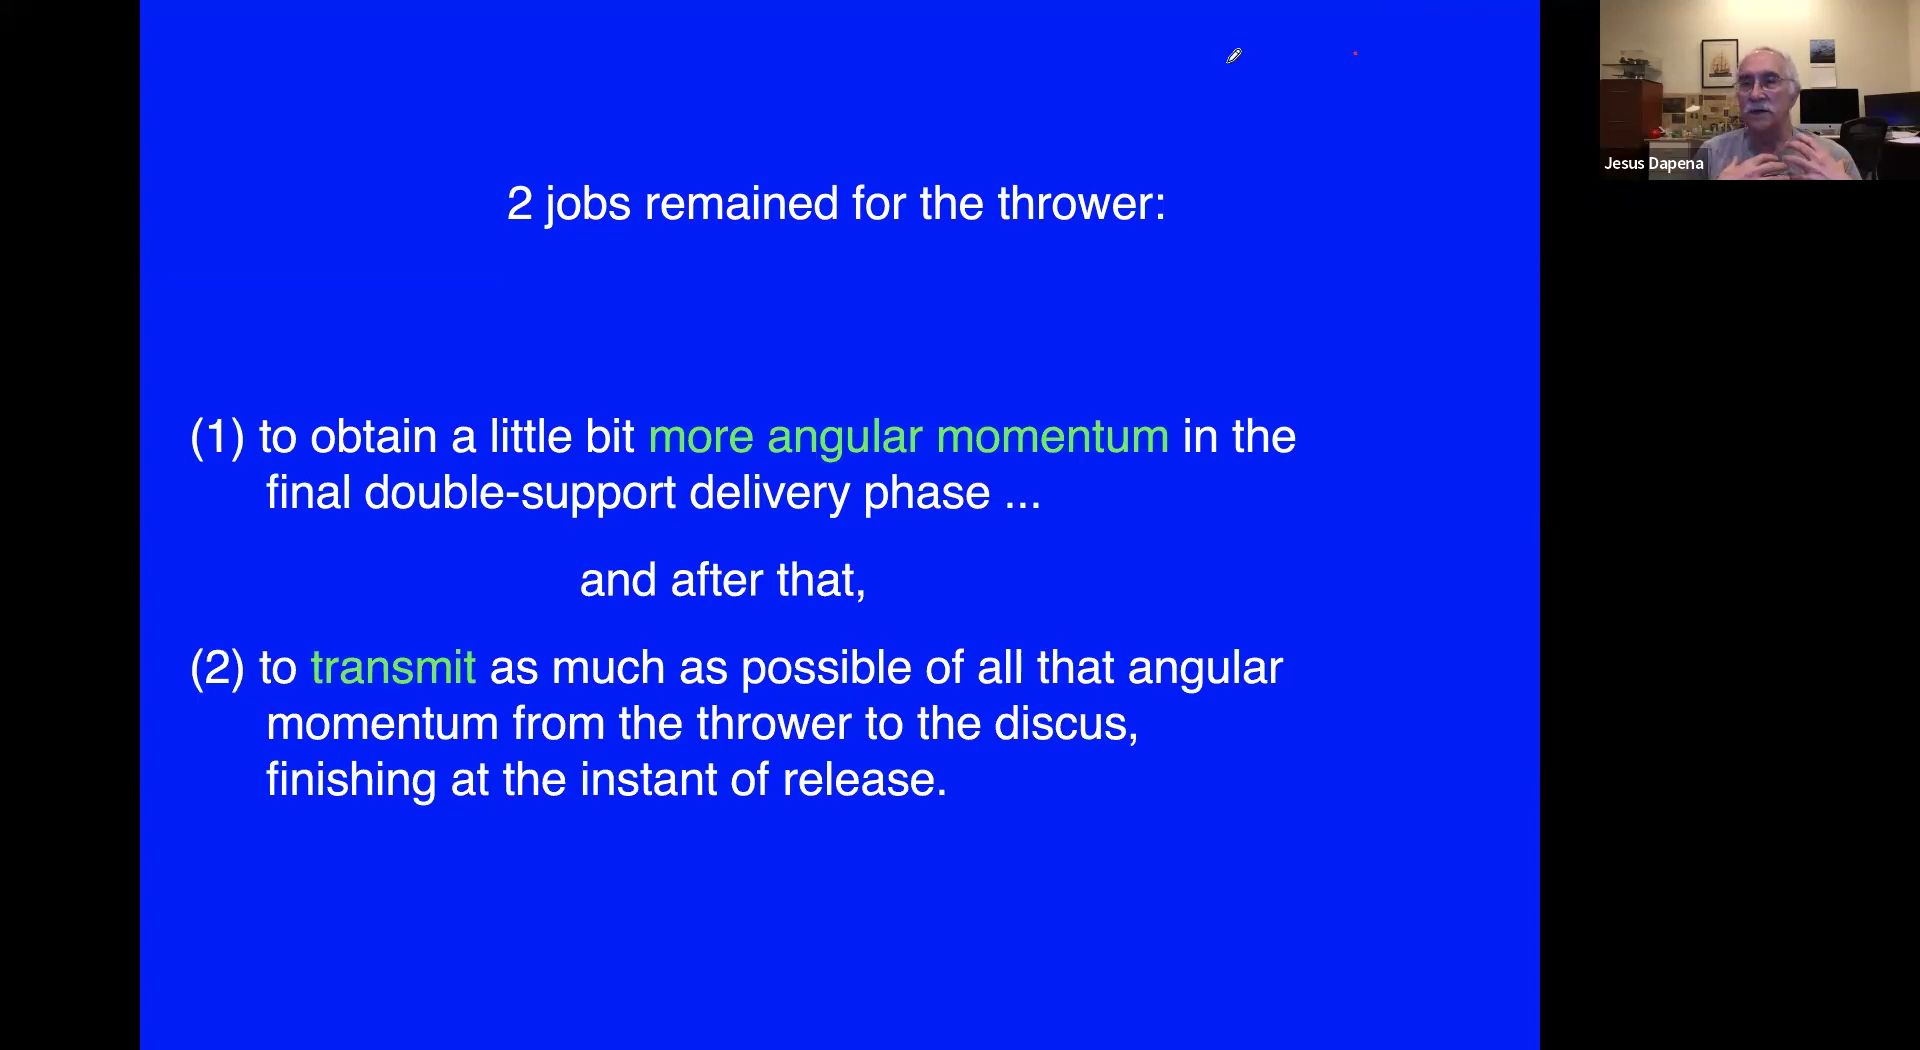 2 jobs remained for the thrower:
(1) to obtain a little bit more angular momentum in the
final double-support delivery phase ...
and after that,
(2) to transmit as much as possible of all that angular
momentum from the thrower to the discus,
finishing at the instant of release.
Jesus Dapena